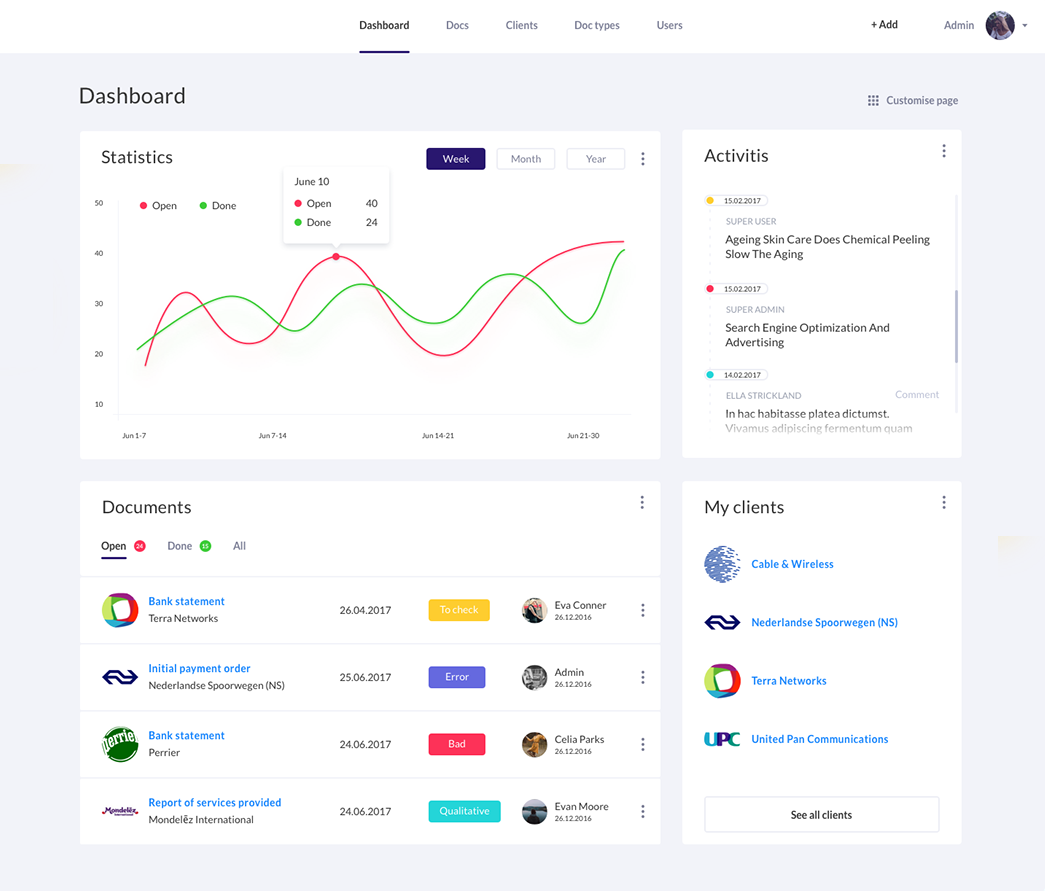 Dashboard Docs Clients Doc types Users + Add Admin
Dashboard
Customise page
Statistics
Week Month Year
June 10
Open 40
Done 24
Open Done
50
40
30
20
10
Jun 1-7 Jun 7-14 Jun 14-21 Jun 21-30
Activitis
15.02.2017
SUPER USER
Ageing Skin Care Does Chemical Peeling
Slow The Aging
15.02.2017
SUPER ADMIN
Search Engine Optimization And
Advertising
14.02.2017
ELLA STRICKLAND Comment
In hac habitasse platea dictumst.
Vivamus adipiscing fermentum quam
Documents
Open 24 Done 15 All
Bank statement
Terra Networks
26.04.2017
To check
Eva Conner
26.12.2016
Initial payment order
Nederlandse Spoorwegen (NS)
25.06.2017
Error
Admin
26.12.2016
perrier
Bank statement
Perrier
24.06.2017
Bad
Celia Parks
26.12.2016
Mondelēz
International
Report of services provided
Mondelēz International
24.06.2017
Qualitative
Evan Moore
26.12.2016
My clients
Cable & Wireless
Nederlandse Spoorwegen (NS)
Terra Networks
UPC
United Pan Communications
See all clients